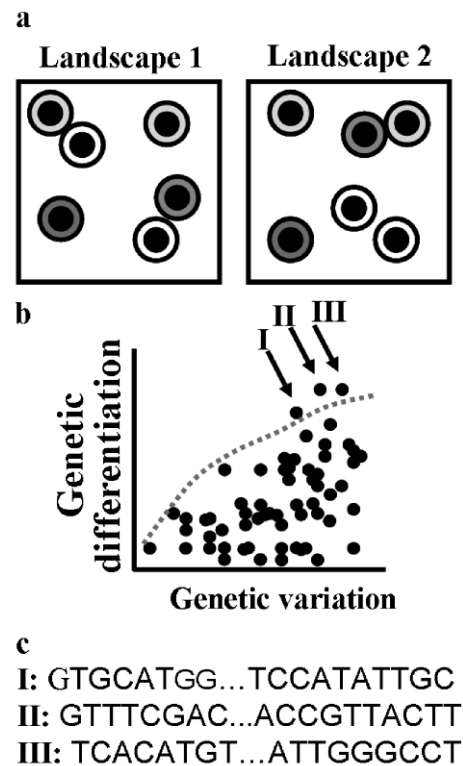 a
Landscape 1
Landscape 2
b
I
II
III
Genetic
differentiation
Genetic variation
c
I: GTGCATGG...TCCATATTGC
II: GTTTCGAC...ACCGTTACTT
III: TCACATGT...ATTGGGCCT